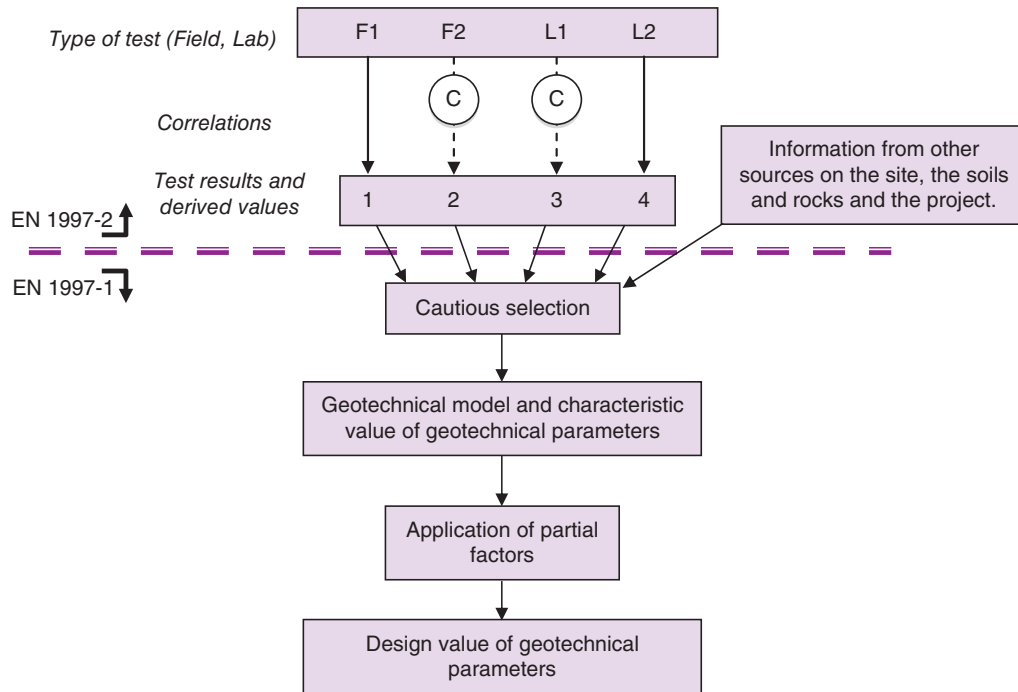 Type of test (Field, Lab)
F1 F2 L1 L2
C C
Correlations
Test results and
derived values
1 2 3 4
Information from other
sources on the site, the soils
and rocks and the project.
EN 1997-2
EN 1997-1
Cautious selection
Geotechnical model and characteristic
value of geotechnical parameters
Application of partial
factors
Design value of geotechnical
parameters